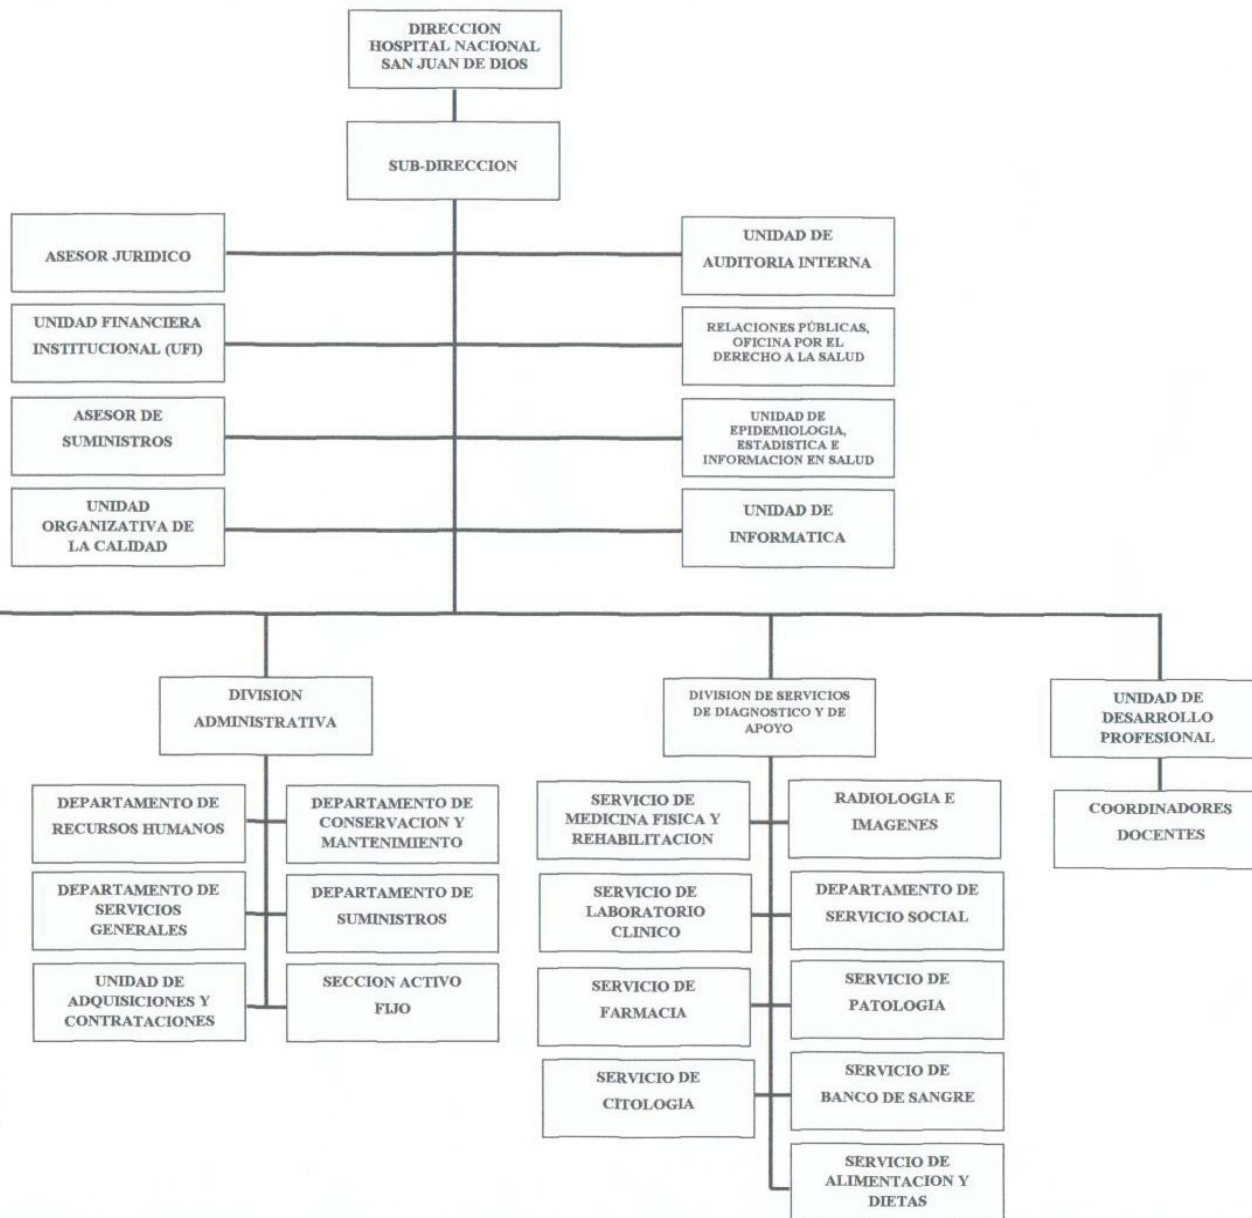 DIRECCION
HOSPITAL NACIONAL
SAN JUAN DE DIOS
SUB-DIRECCION
ASESOR JURIDICO
UNIDAD DE
AUDITORIA INTERNA
UNIDAD FINANCIERA
INSTITUCIONAL (UFI)
RELACIONES PÚBLICAS,
OFICINA POR EL
DERECHO A LA SALUD
ASESOR DE
SUMINISTROS
UNIDAD DE
EPIDEMIOLOGIA,
ESTADISTICA E
INFORMACION EN SALUD
UNIDAD
ORGANIZATIVA DE
LA CALIDAD
UNIDAD DE
INFORMATICA
DIVISION
ADMINISTRATIVA
DIVISION DE SERVICIOS
DE DIAGNOSTICO Y DE
APOYO
UNIDAD DE
DESARROLLO
PROFESIONAL
DEPARTAMENTO DE
RECURSOS HUMANOS
DEPARTAMENTO DE
CONSERVACION Y
MANTENIMIENTO
SERVICIO DE
MEDICINA FISICA Y
REHABILITACION
RADIOLOGIA E
IMAGENES
COORDINADORES
DOCENTES
DEPARTAMENTO DE
SERVICIOS
GENERALES
DEPARTAMENTO DE
SUMINISTROS
SERVICIO DE
LABORATORIO
CLINICO
DEPARTAMENTO DE
SERVICIO SOCIAL
UNIDAD DE
ADQUISICIONES Y
CONTRATACIONES
SECCION ACTIVO
FIJO
SERVICIO DE
FARMACIA
SERVICIO DE
PATOLOGIA
SERVICIO DE
CITOLOGIA
SERVICIO DE
BANCO DE SANGRE
SERVICIO DE
ALIMENTACION Y
DIETAS